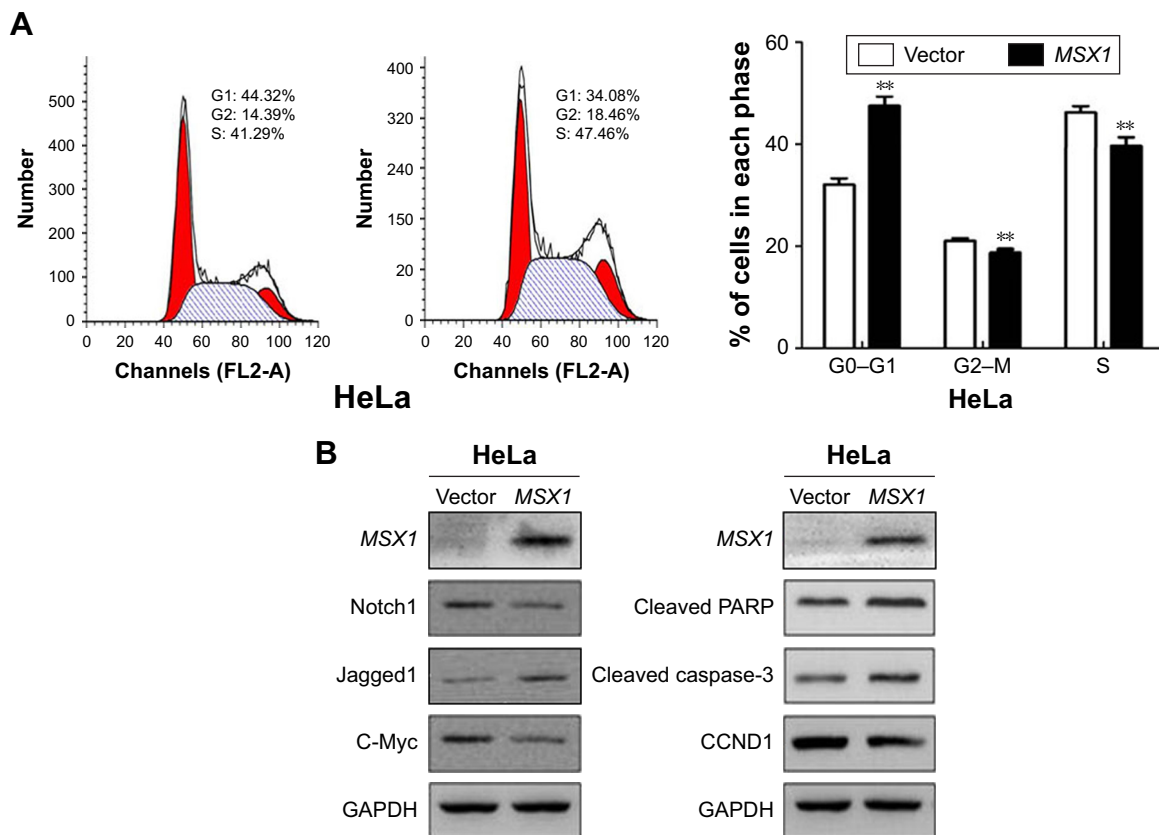 A
Number
500
400
300
200
100
0
G1: 44.32%
G2: 14.39%
S: 41.29%
0 20 40 60 80 100 120
Channels (FL2-A)
Number
400
320
240
150
20
0
G1: 34.08%
G2: 18.46%
S: 47.46%
0 20 40 60 80 100 120
Channels (FL2-A)
HeLa
% of cells in each phase
60
40
20
0
Vector MSX1
**
**
**
G0–G1 G2–M S
HeLa
B
HeLa
Vector MSX1
MSX1
Notch1
Jagged1
C-Myc
GAPDH
HeLa
Vector MSX1
MSX1
Cleaved PARP
Cleaved caspase-3
CCND1
GAPDH